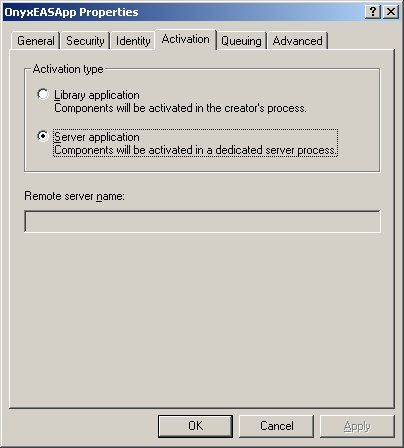 OnyxEASApp Properties
General Security Identity Activation Queuing Advanced
Activation type
Library application
Components will be activated in the creator's process.
Server application
Components will be activated in a dedicated server process.
Remote server name:
OK Cancel Apply